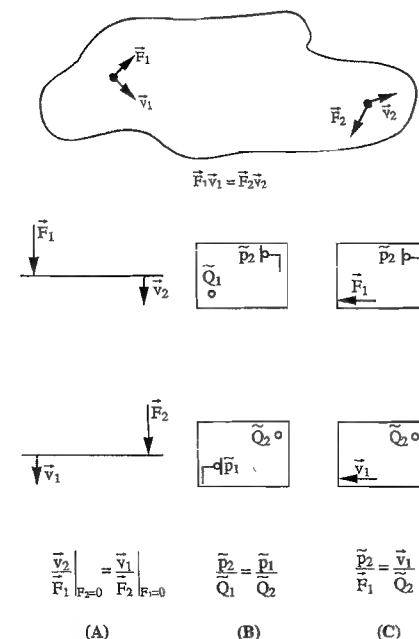 F⃗₁
v⃗₁
F⃗₂ v⃗₂
F⃗₁v⃗₁ = F⃗₂v⃗₂
F⃗₁ p̃₂ p̃₂
Q̃₁ F⃗₁
v⃗₂
F⃗₂ Q̃₂ Q̃₂
v⃗₁ p̃₁ v⃗₁
v⃗₂/F⃗₁|F₂=0 = v⃗₁/F⃗₂|F₁=0 p̃₂/Q̃₁ = p̃₁/Q̃₂ p̃₂/F⃗₁ = v⃗₁/Q̃₂
(A) (B) (C)